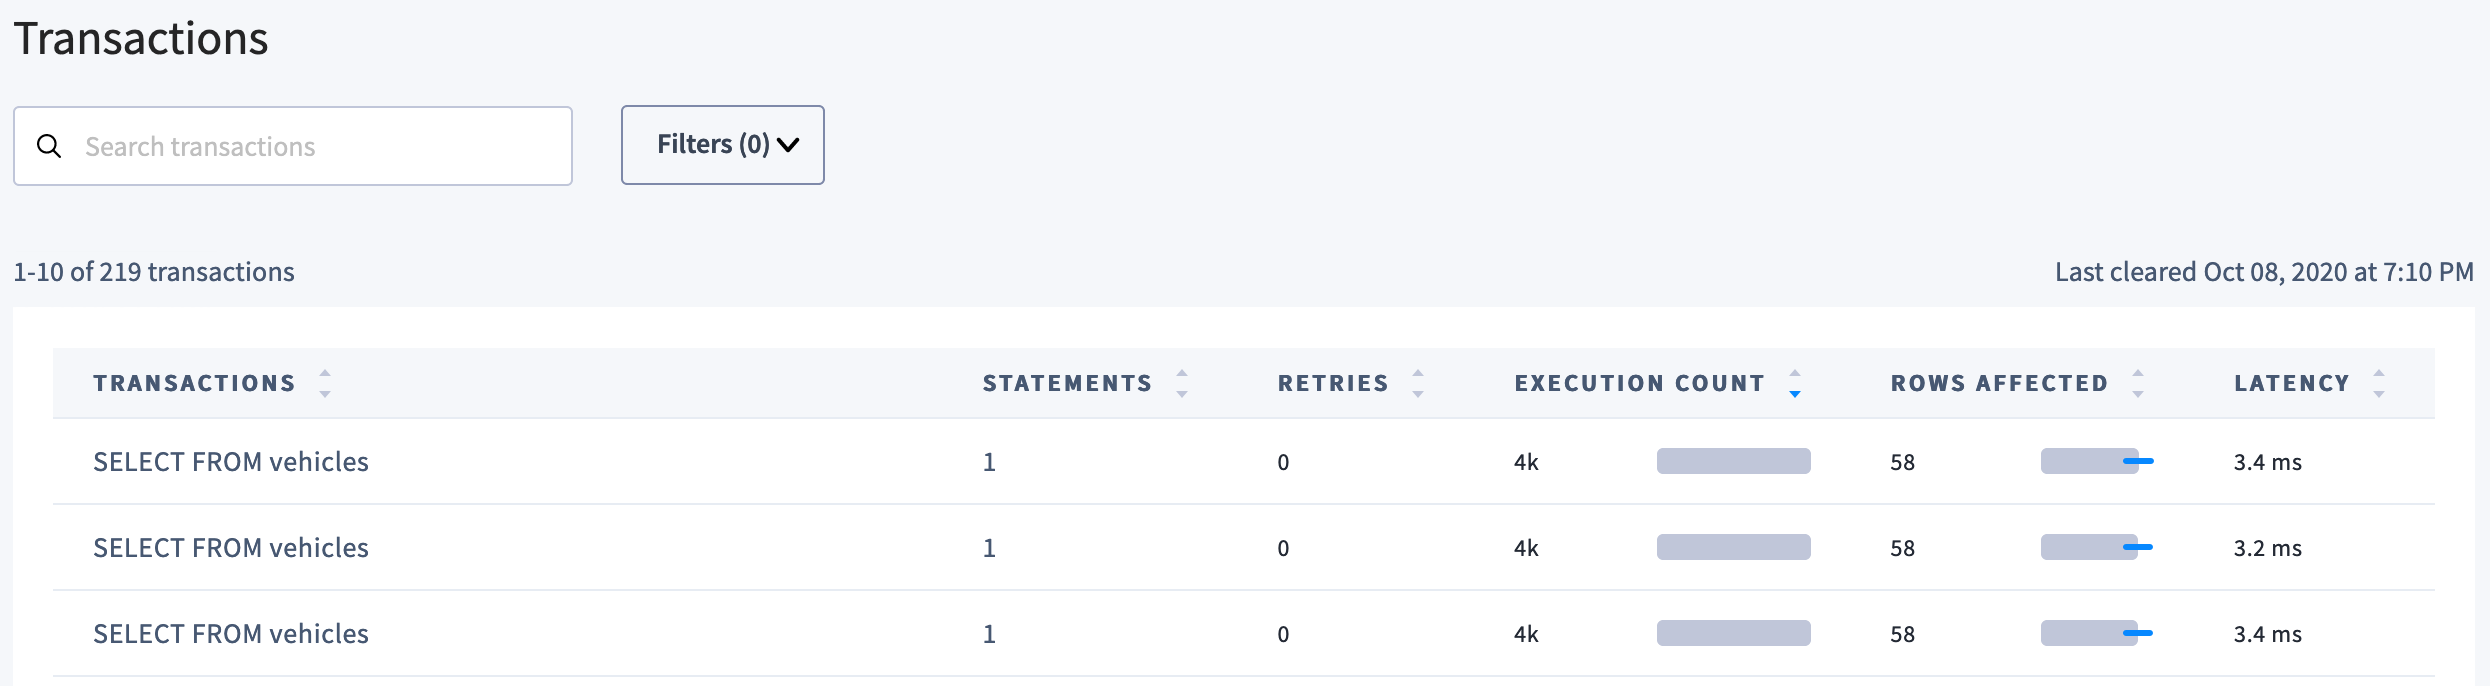 Transactions
Search transactions
Filters (0)
1-10 of 219 transactions Last cleared Oct 08, 2020 at 7:10 PM
TRANSACTIONS STATEMENTS RETRIES EXECUTION COUNT ROWS AFFECTED LATENCY
SELECT FROM vehicles 1 0 4k 58 3.4 ms
SELECT FROM vehicles 1 0 4k 58 3.2 ms
SELECT FROM vehicles 1 0 4k 58 3.4 ms